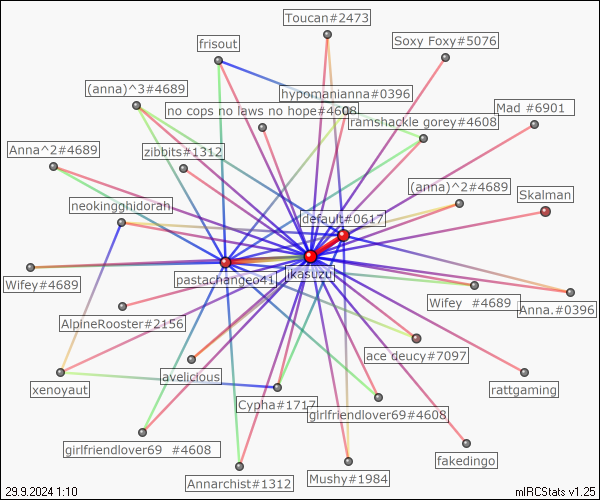 Toucan#2473
frisout
Soxy Foxy#5076
(anna)^3#4689
hypomanianna#0396
no cops no laws no hope#4608
Mad #6901
ramshackle gorey#4608
Anna^2#4689
zibbits#1312
(anna)^2#4689
Skalman
neokingghidorah
default#0617
ikasuzu
pastachangeo41
Wifey#4689
Wifey #4689
Anna.#0396
AlpineRooster#2156
ace deucy#7097
avelicious
xenoyaut
rattgaming
Cypha#1717
girlfriendlover69#4608
girlfriendlover69 #4608
fakedingo
Annarchist#1312
Mushy#1984
29.9.2024 1:10
mIRCStats v1.25